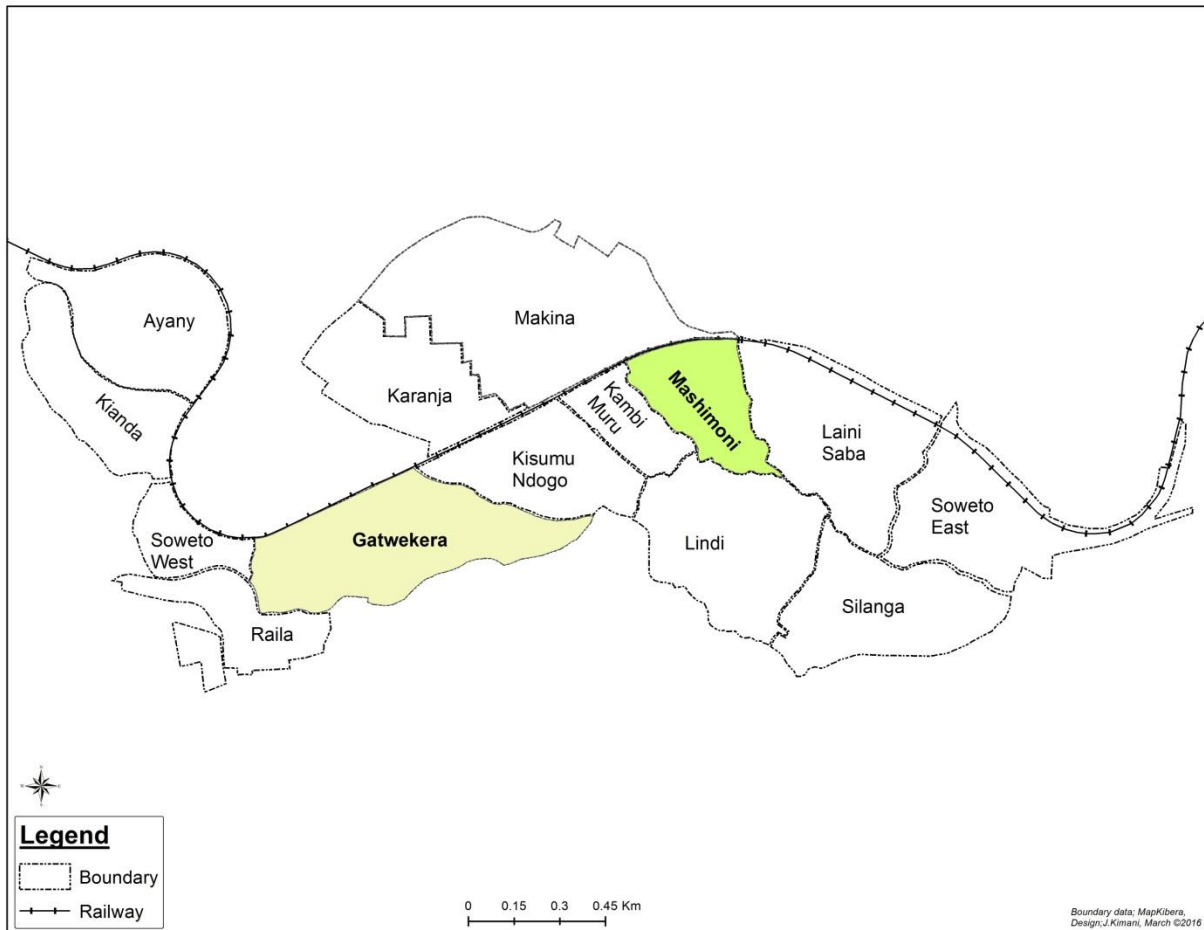 Makina
Ayany
Karanja
Kianda
Kambi
Muru
Mashimoni
Laini
Saba
Kisumu
Ndogo
Soweto
East
Gatwekera
Soweto
West
Lindi
Silanga
Raila
Legend
Boundary
Railway
0 0.15 0.3 0.45 Km
Boundary data; MapKibera,
Design;J.Kimani, March ©2016